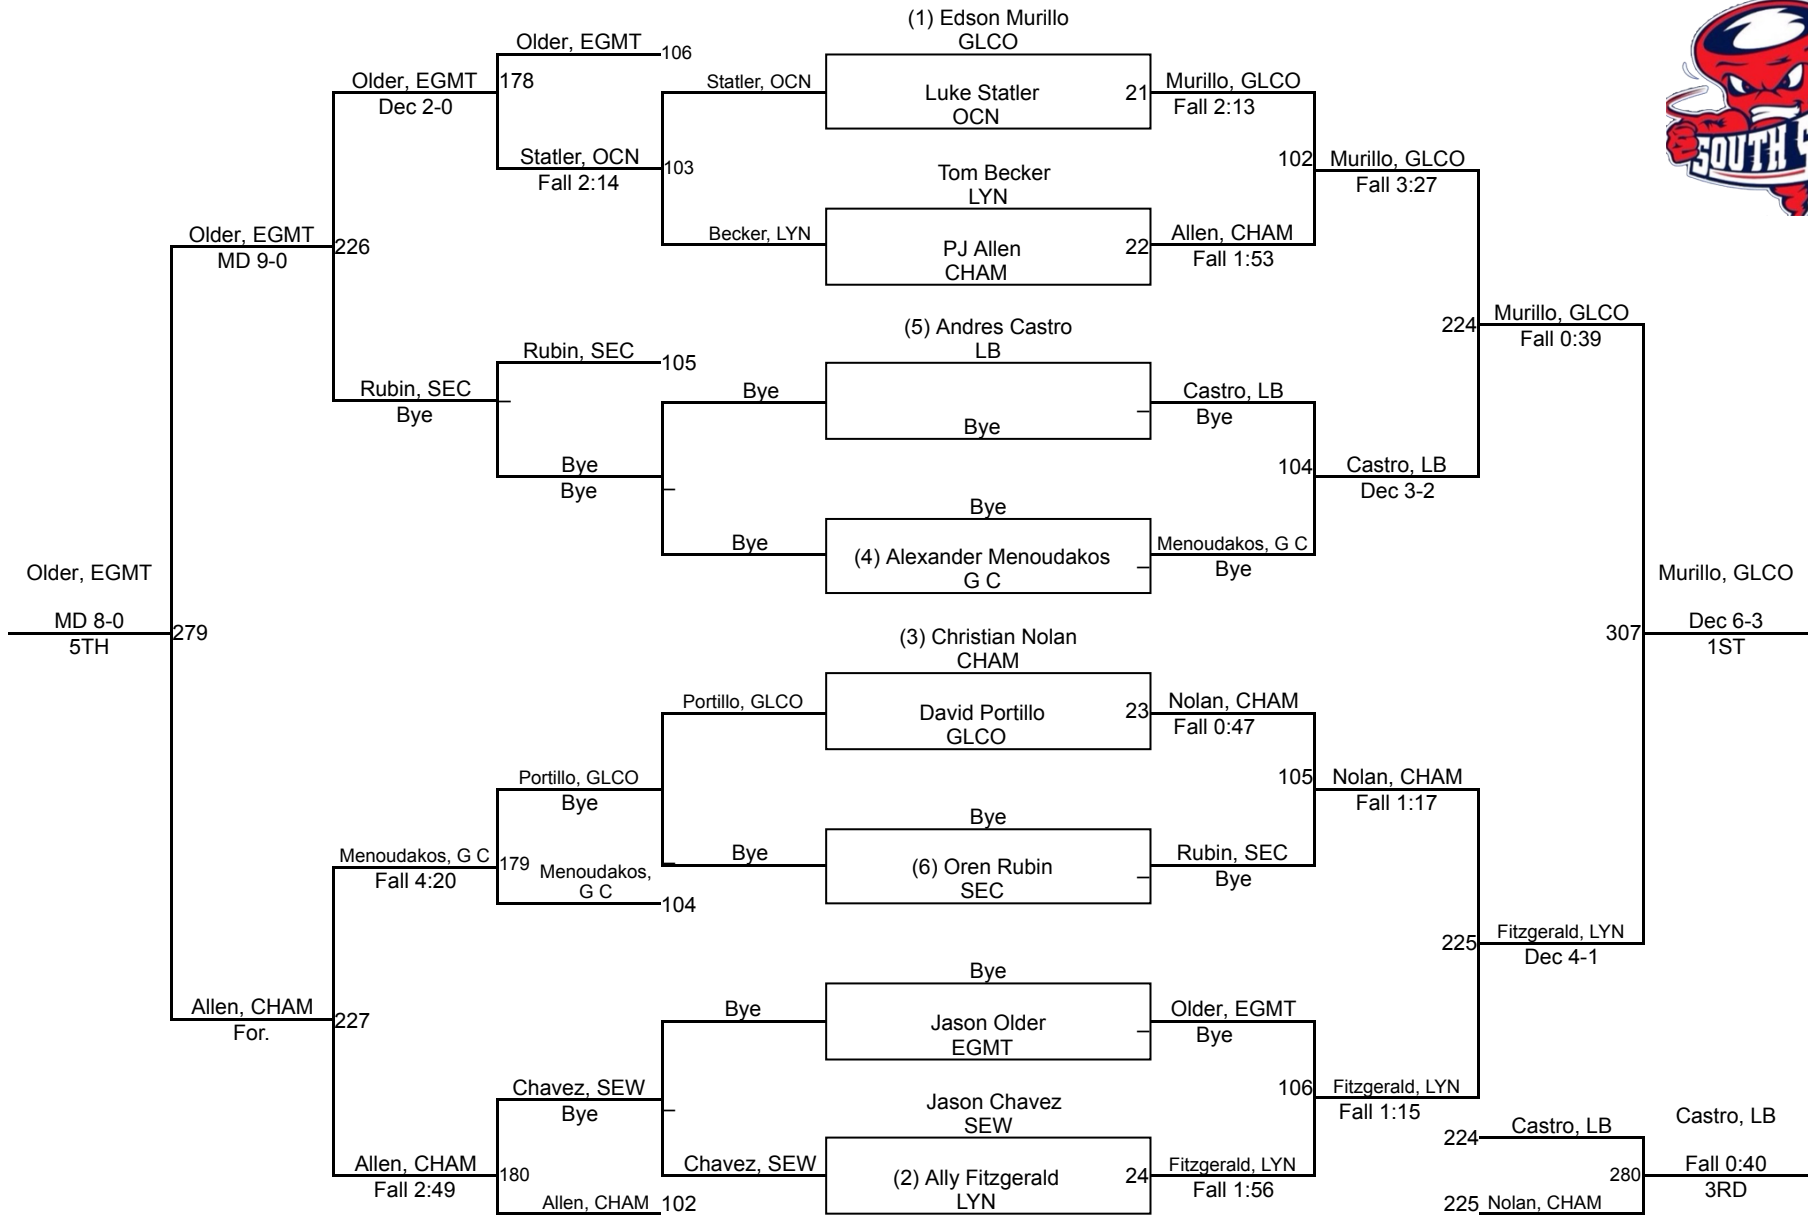 (1) Edson Murillo
GLCO
Older, EGMT
106
Older, EGMT
178
Dec 2-0
Statler, OCN
Luke Statler
OCN
21
Murillo, GLCO
Fall 2:13
Statler, OCN
103
Fall 2:14
Tom Becker
LYN
102
Murillo, GLCO
Fall 3:27
SOUTH
Older, EGMT
226
MD 9-0
Becker, LYN
PJ Allen
CHAM
22
Allen, CHAM
Fall 1:53
(5) Andres Castro
LB
224
Murillo, GLCO
Fall 0:39
Rubin, SEC
105
Rubin, SEC
Bye
Bye
Bye
Castro, LB
Bye
Bye
Bye
104
Castro, LB
Dec 3-2
Bye
Bye
(4) Alexander Menoudakos
G C
Menoudakos, G C
Bye
Older, EGMT
MD 8-0
5TH
279
Murillo, GLCO
307
Dec 6-3
1ST
(3) Christian Nolan
CHAM
Portillo, GLCO
David Portillo
GLCO
23
Nolan, CHAM
Fall 0:47
Portillo, GLCO
Bye
105
Nolan, CHAM
Fall 1:17
Bye
Menoudakos, G C
179
Fall 4:20
Menoudakos,
G C
104
Bye
(6) Oren Rubin
SEC
Rubin, SEC
Bye
225
Fitzgerald, LYN
Dec 4-1
Bye
Allen, CHAM
227
For.
Bye
Jason Older
EGMT
Older, EGMT
Bye
Chavez, SEW
Bye
Jason Chavez
SEW
106
Fitzgerald, LYN
Fall 1:15
Allen, CHAM
180
Fall 2:49
Chavez, SEW
(2) Ally Fitzgerald
LYN
24
Fitzgerald, LYN
Fall 1:56
Allen, CHAM
102
224
Castro, LB
Castro, LB
280
Fall 0:40
3RD
225
Nolan, CHAM